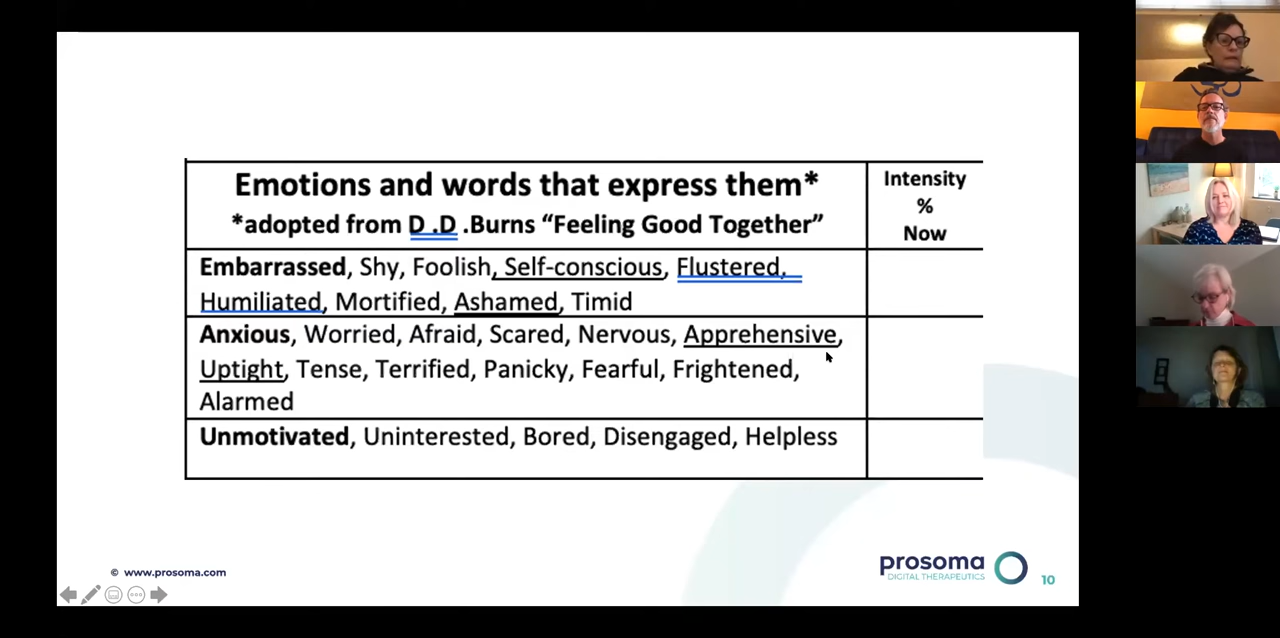 Emotions and words that express them*
*adopted from D .D .Burns “Feeling Good Together”
Intensity
%
Now
Embarrassed, Shy, Foolish, Self-conscious, Flustered,
Humiliated, Mortified, Ashamed, Timid
Anxious, Worried, Afraid, Scared, Nervous, Apprehensive,
Uptight, Tense, Terrified, Panicky, Fearful, Frightened,
Alarmed
Unmotivated, Uninterested, Bored, Disengaged, Helpless
© www.prosoma.com
prosoma
DIGITAL THERAPEUTICS
10